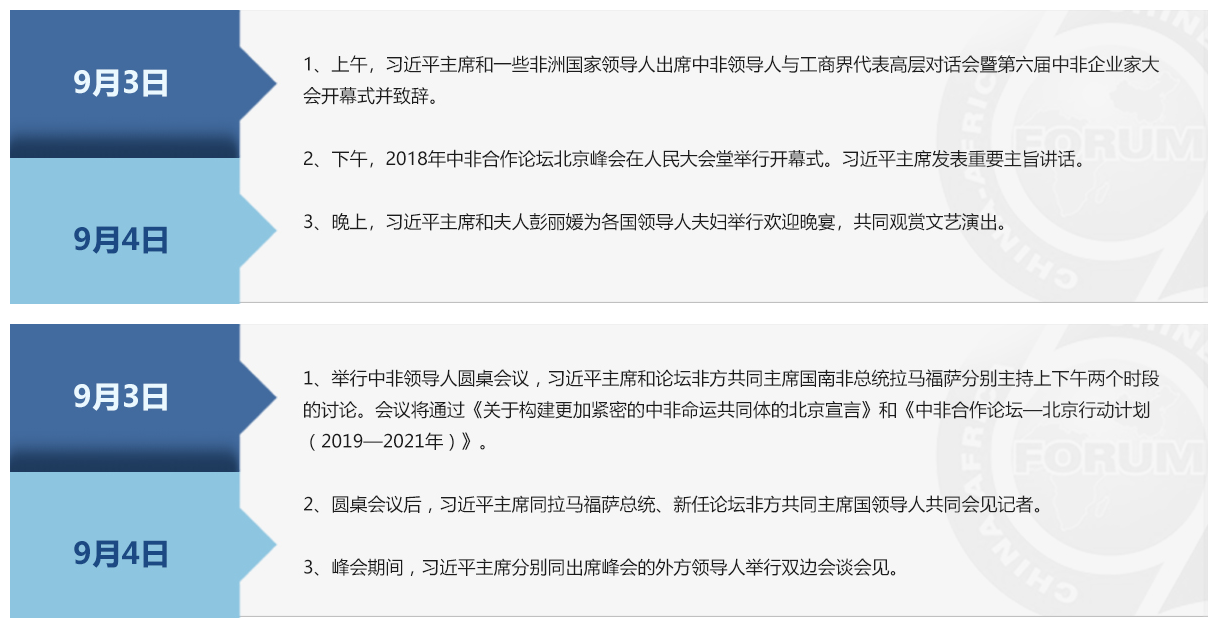 9月3日
1、上午，习近平主席和一些非洲国家领导人出席中非领导人与工商界代表高层对话会暨第六届中非企业家大
会开幕式并致辞。
2、下午，2018年中非合作论坛北京峰会在人民大会堂举行开幕式。习近平主席发表重要主旨讲话。
9月4日
3、晚上，习近平主席和夫人彭丽媛为各国领导人夫妇举行欢迎晚宴，共同观赏文艺演出。
FORUM
9月3日
1、举行中非领导人圆桌会议，习近平主席和论坛非方共同主席国南非总统拉马福萨分别主持上下午两个时段
的讨论。会议将通过《关于构建更加紧密的中非命运共同体的北京宣言》和《中非合作论坛—北京行动计划
（2019—2021年）》。
9月4日
2、圆桌会议后，习近平主席同拉马福萨总统、新任论坛非方共同主席国领导人共同会见记者。
3、峰会期间，习近平主席分别同出席峰会的外方领导人举行双边会谈会见。
FORUM